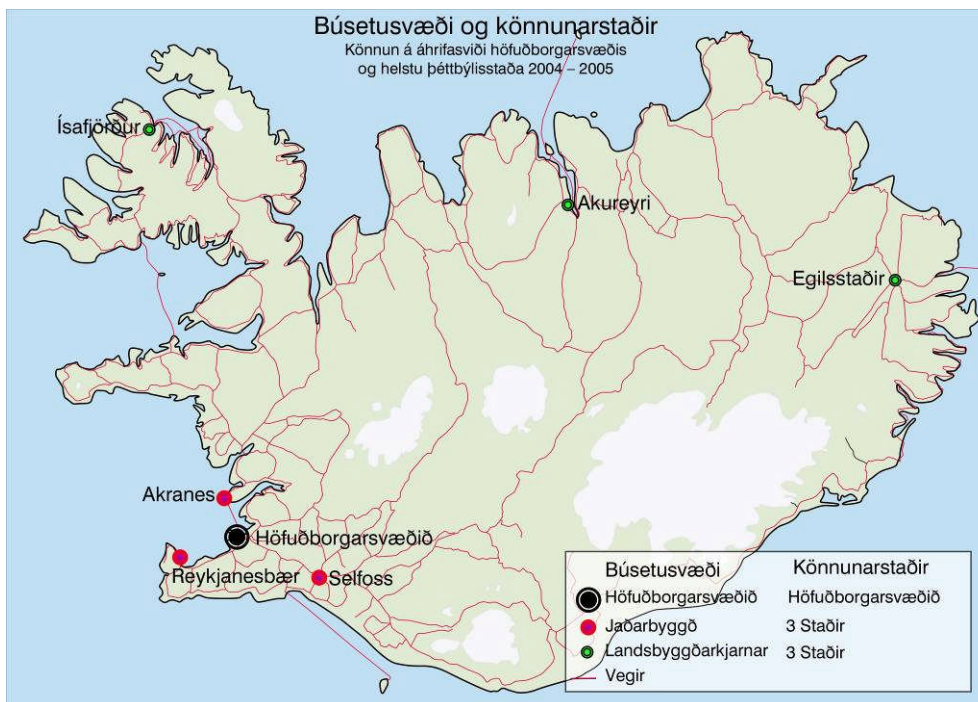 Búsetusvæði og könnunarstaðir
Könnun á áhrifasviði höfuðborgarsvæðis
og helstu þéttbýlisstaða 2004 – 2005
Ísafjörður
Akureyri
Egilsstaðir
Akranes
Höfuðborgarsvæðið
Reykjanesbær
Selfoss
Búsetusvæði Könnunarstaðir
Höfuðborgarsvæðið Höfuðborgarsvæðið
Jaðarbyggð 3 Staðir
Landsbyggðarkjarnar 3 Staðir
Vegir